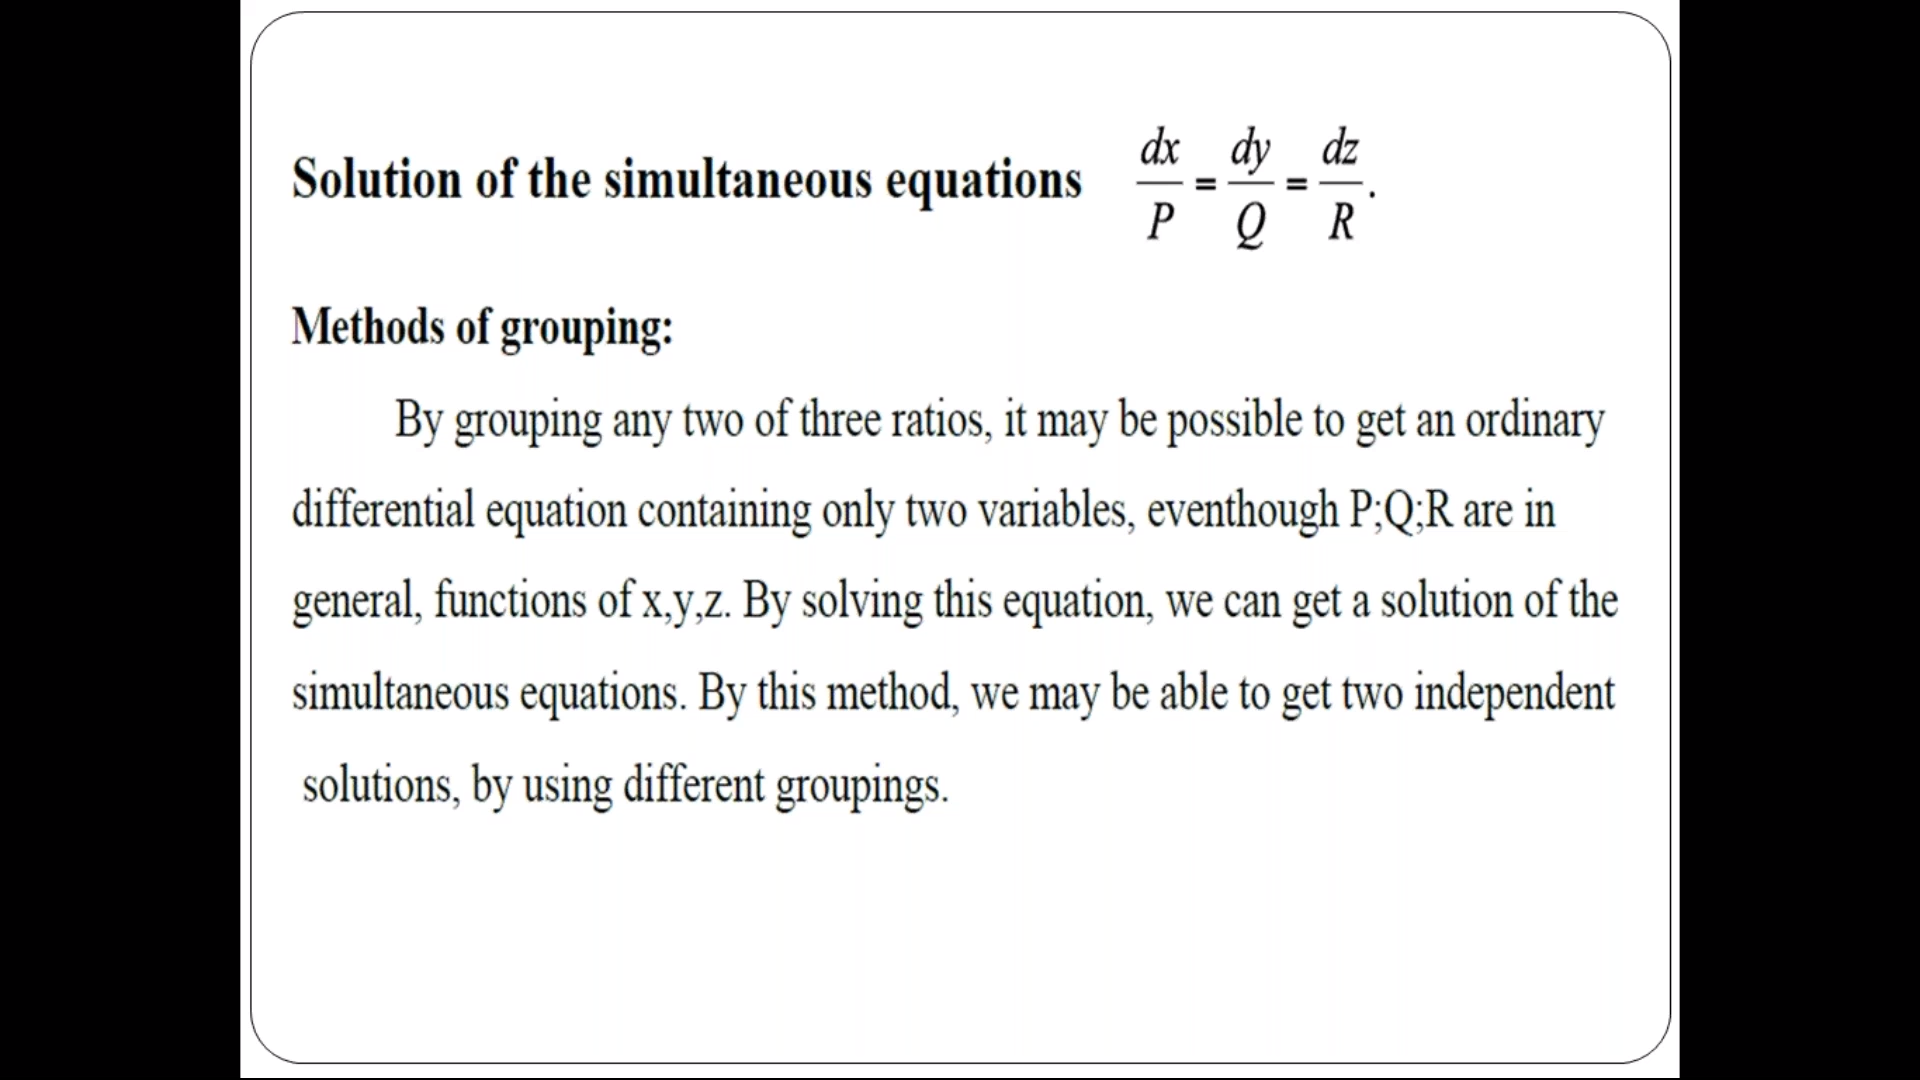 Solution of the simultaneous equations dx/P = dy/Q = dz/R.
Methods of grouping:
By grouping any two of three ratios, it may be possible to get an ordinary
differential equation containing only two variables, eventhough P;Q;R are in
general, functions of x,y,z. By solving this equation, we can get a solution of the
simultaneous equations. By this method, we may be able to get two independent
solutions, by using different groupings.